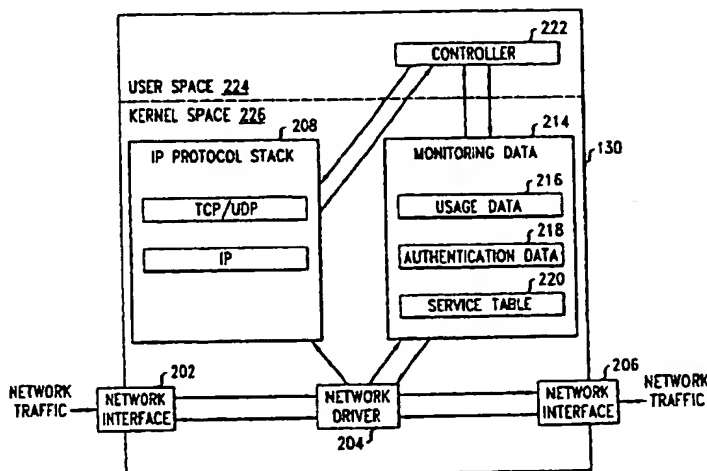 222
CONTROLLER
USER SPACE 224
KERNEL SPACE 226
208
214
IP PROTOCOL STACK
MONITORING DATA
130
216
TCP/UDP
USAGE DATA
218
IP
AUTHENTICATION DATA
220
SERVICE TABLE
202
206
NETWORK TRAFFIC
NETWORK INTERFACE
NETWORK DRIVER
NETWORK INTERFACE
NETWORK TRAFFIC
204